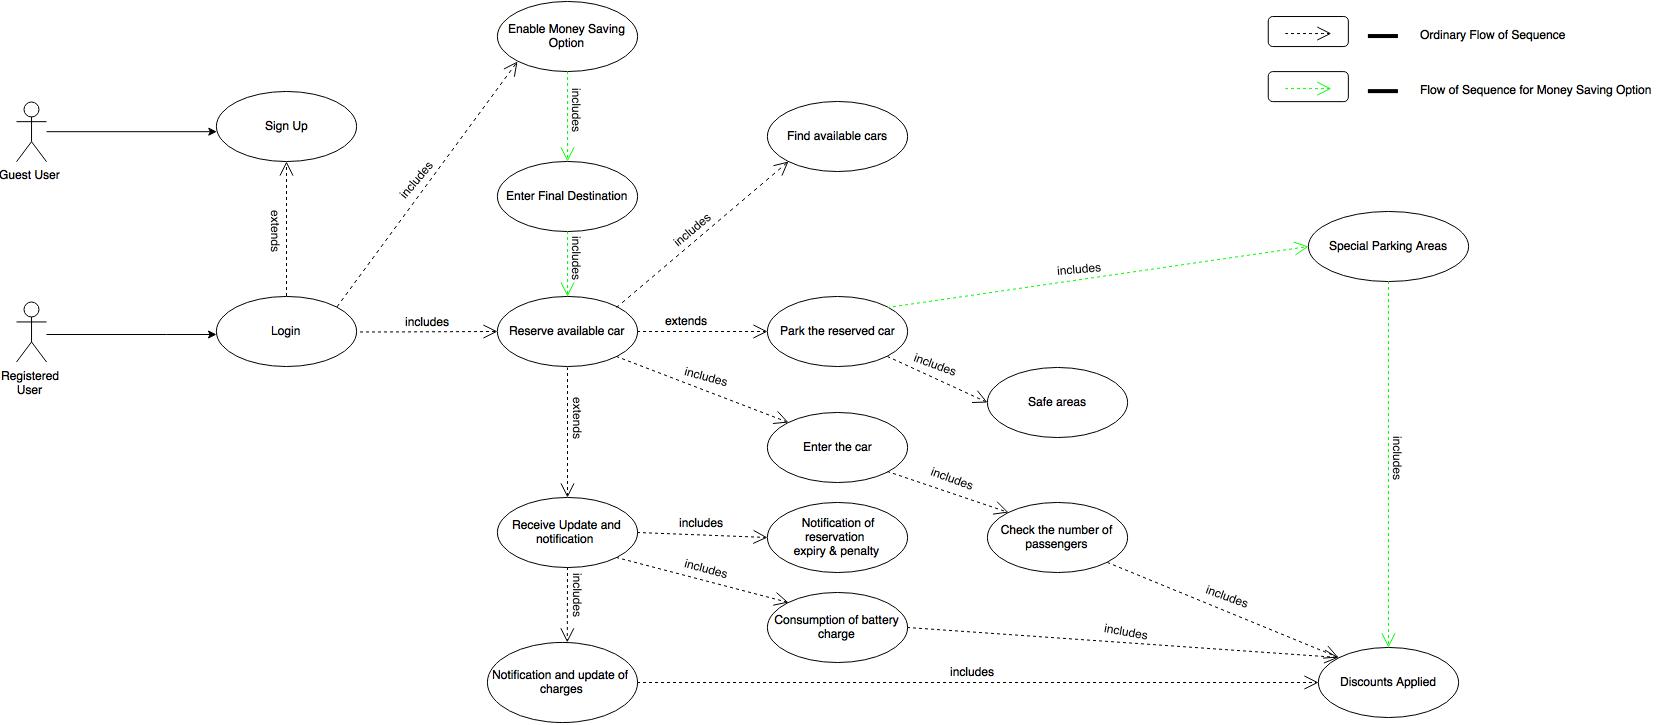 Enable Money Saving
Option
Ordinary Flow of Sequence
Flow of Sequence for Money Saving Option
includes
Sign Up
Find available cars
Guest User
includes
Enter Final Destination
extends
includes
includes
Special Parking Areas
includes
Login
includes
Reserve available car
extends
Park the reserved car
Registered
User
includes
includes
Safe areas
extends
Enter the car
includes
includes
Receive Update and
notification
includes
Notification of
reservation
expiry & penalty
Check the number of
passengers
includes
includes
includes
Consumption of battery
charge
includes
Notification and update of
charges
includes
Discounts Applied